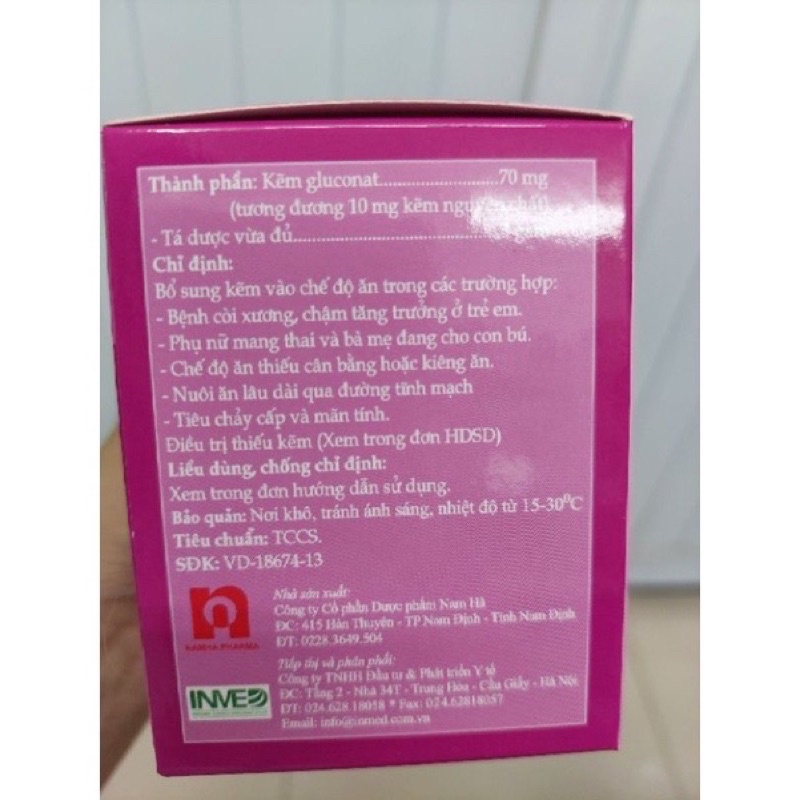 Thành phần: Kẽm gluconat..........................70 mg
(tương đương 10 mg kẽm nguyên chất)
- Tá dược vừa đủ
Chỉ định:
Bổ sung kẽm vào chế độ ăn trong các trường hợp:
- Bệnh còi xương, chậm tăng trưởng ở trẻ em.
- Phụ nữ mang thai và bà mẹ đang cho con bú.
- Chế độ ăn thiếu cân bằng hoặc kiêng ăn.
- Nuôi ăn lâu dài qua đường tĩnh mạch
- Tiêu chảy cấp và mãn tính.
Điều trị thiếu kẽm (Xem trong đơn HDSD)
Liều dùng, chống chỉ định:
Xem trong đơn hướng dẫn sử dụng.
Bảo quản: Nơi khô, tránh ánh sáng, nhiệt độ từ 15-30⁰C
Tiêu chuẩn: TCCS.
SĐK: VD-18674-13
Nhà sản xuất:
Công ty Cổ phần Dược phẩm Nam Hà
ĐC: 415 Hàn Thuyên - TP Nam Định - Tỉnh Nam Định
ĐT: 0228.3649.504
NAMHA PHARMA
Tiếp thị và phân phối:
Công ty TNHH Đầu tư & Phát triển Y tế
ĐC: Tầng 2 - Nhà 34T - Trung Hòa - Cầu Giấy - Hà Nội.
ĐT: 024.628 18058 * Fax: 024.62818057
Email: info@inmed.com.vn
INVED